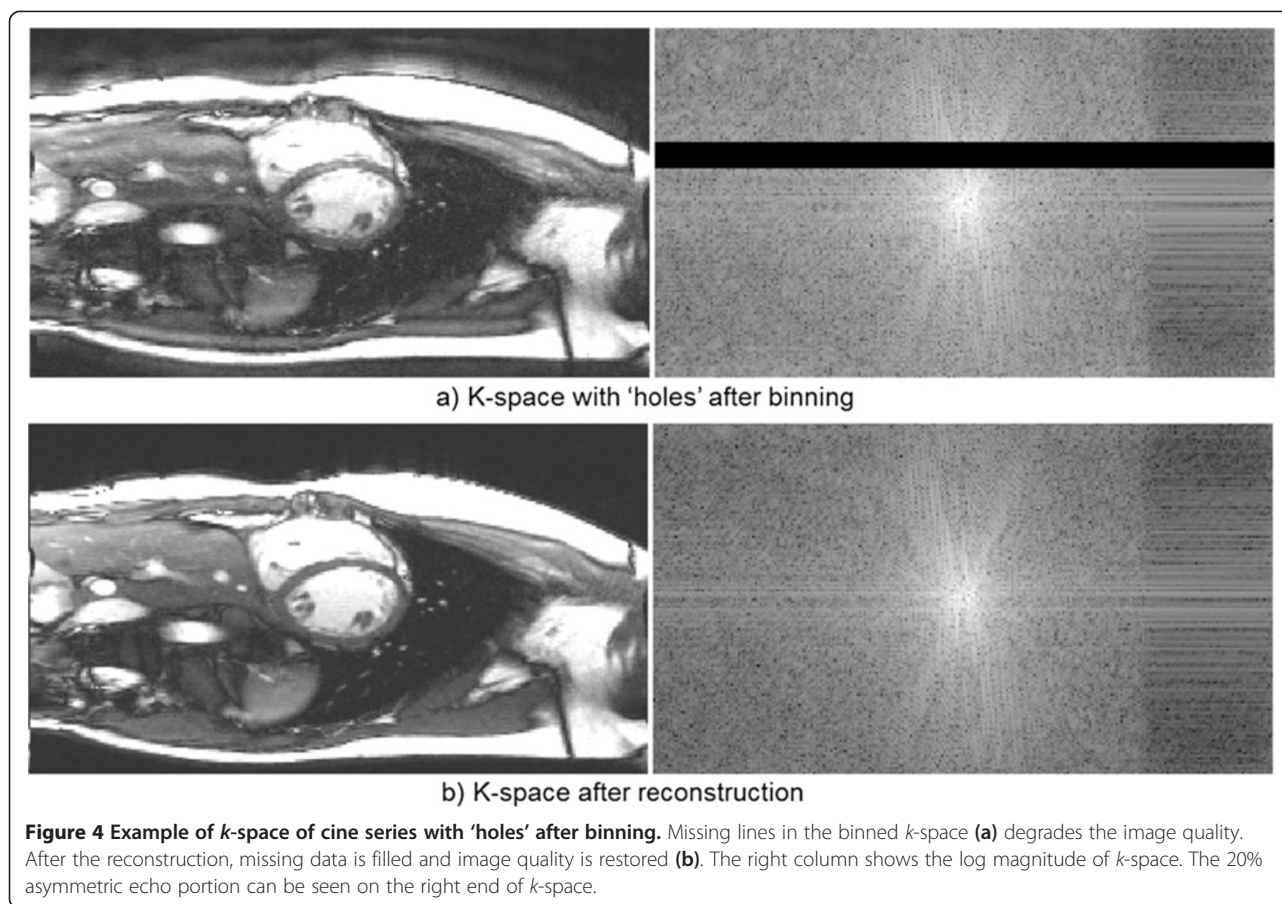 a) K-space with ‘holes’ after binning
b) K-space after reconstruction
Figure 4 Example of k-space of cine series with ‘holes’ after binning. Missing lines in the binned k-space (a) degrades the image quality.
After the reconstruction, missing data is filled and image quality is restored (b). The right column shows the log magnitude of k-space. The 20%
asymmetric echo portion can be seen on the right end of k-space.